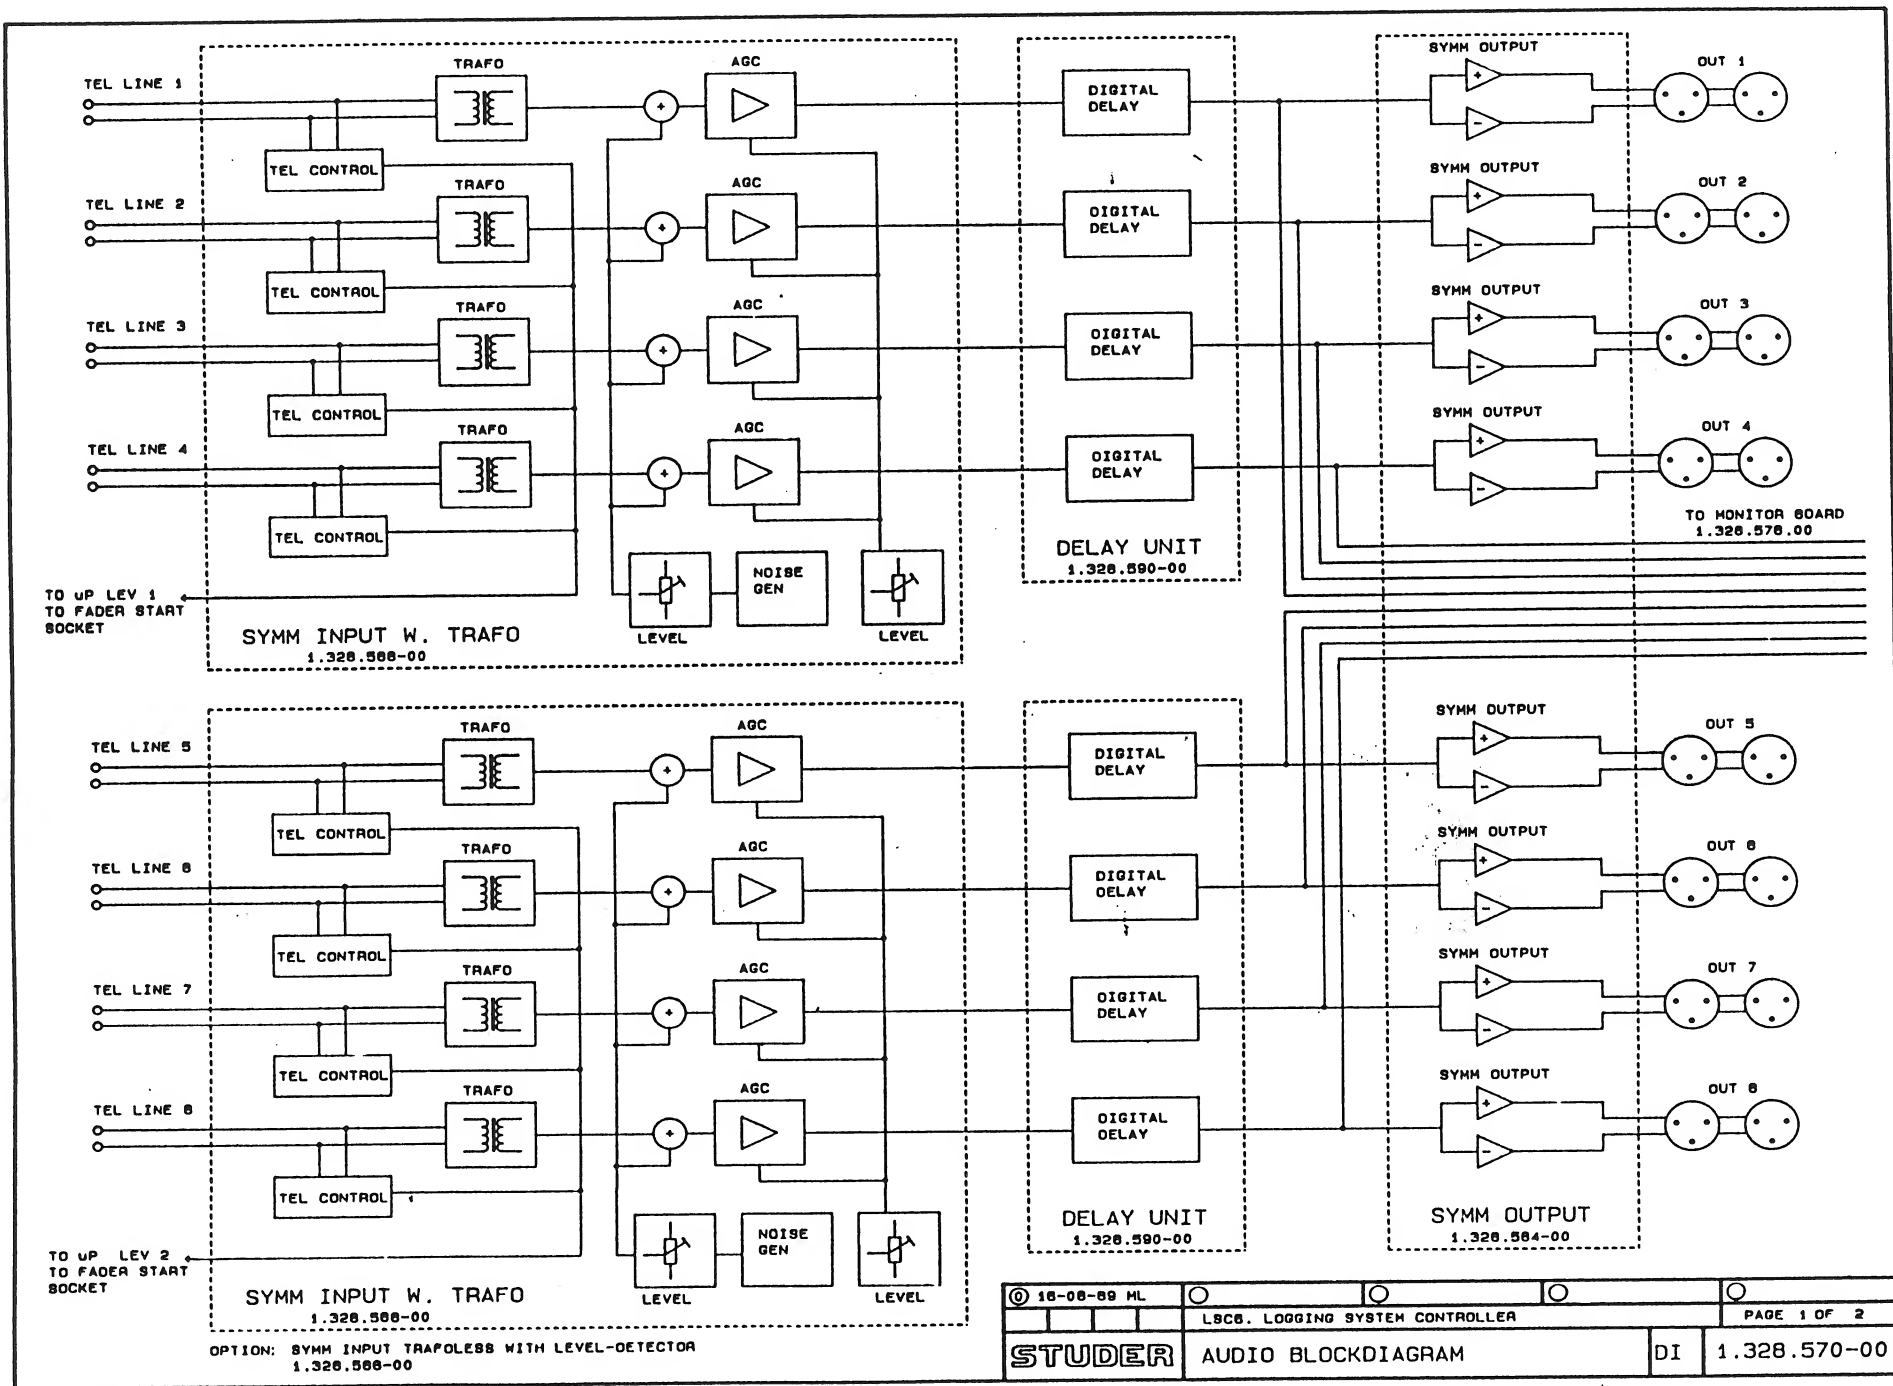 TRAFO
AGC
SYMM OUTPUT
OUT 1
TEL LINE 1
DIGITAL
DELAY
TEL CONTROL
TRAFO
AGC
SYMM OUTPUT
OUT 2
TEL LINE 2
DIGITAL
DELAY
TEL CONTROL
TRAFO
AGC
SYMM OUTPUT
OUT 3
TEL LINE 3
DIGITAL
DELAY
TEL CONTROL
TRAFO
AGC
SYMM OUTPUT
OUT 4
TEL LINE 4
DIGITAL
DELAY
TEL CONTROL
TO MONITOR BOARD
1.328.576.00
DELAY UNIT
1.328.590-00
NOISE
GEN
LEVEL
LEVEL
TO uP LEV 1
TO FADER START
SOCKET
SYMM INPUT W. TRAFO
1.328.566-00
TRAFO
AGC
SYMM OUTPUT
OUT 5
TEL LINE 5
DIGITAL
DELAY
TEL CONTROL
TRAFO
AGC
SYMM OUTPUT
OUT 6
TEL LINE 6
DIGITAL
DELAY
TEL CONTROL
TRAFO
AGC
SYMM OUTPUT
OUT 7
TEL LINE 7
DIGITAL
DELAY
TEL CONTROL
TRAFO
AGC
SYMM OUTPUT
OUT 8
TEL LINE 8
DIGITAL
DELAY
TEL CONTROL
DELAY UNIT
1.328.590-00
SYMM OUTPUT
1.328.584-00
NOISE
GEN
LEVEL
LEVEL
TO uP LEV 2
TO FADER START
SOCKET
SYMM INPUT W. TRAFO
1.328.566-00
OPTION: SYMM INPUT TRAFOLESS WITH LEVEL-DETECTOR
1.328.568-00
ML
LSC8. LOGGING SYSTEM CONTROLLER
PAGE 1 OF 2
STUDER
AUDIO BLOCKDIAGRAM
DI
1.328.570-00